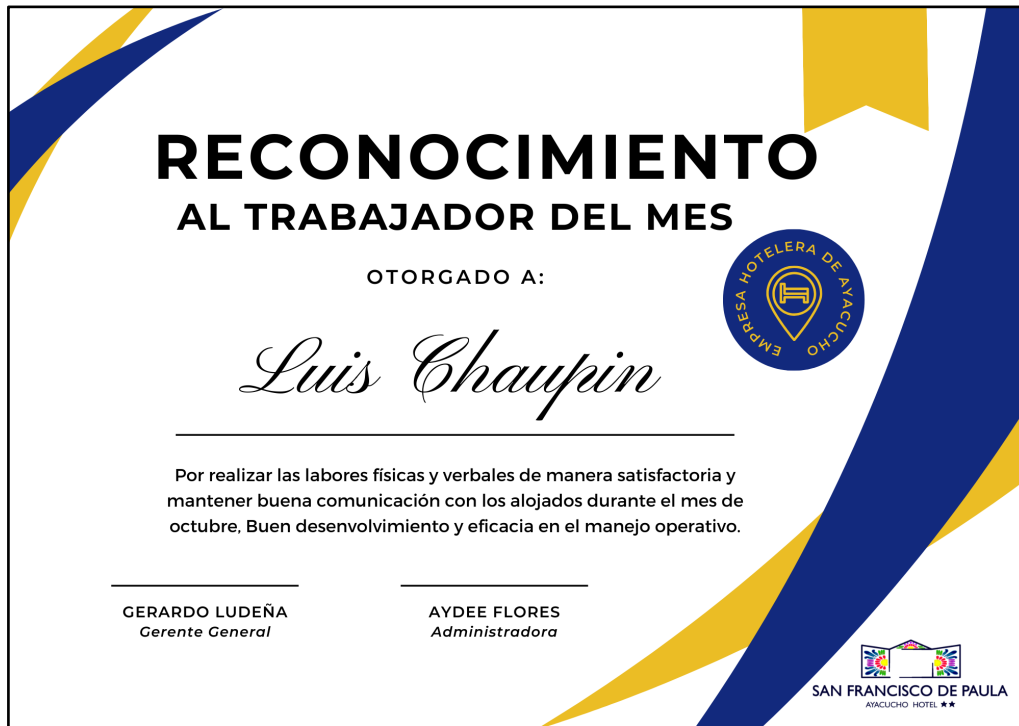 RECONOCIMIENTO
AL TRABAJADOR DEL MES
OTORGADO A:
EMPRESA HOTELERA DE AYACUCHO
Luis Chaupin
Por realizar las labores físicas y verbales de manera satisfactoria y
mantener buena comunicación con los alojados durante el mes de
octubre, Buen desenvolvimiento y eficacia en el manejo operativo.
GERARDO LUDEÑA
Gerente General
AYDEE FLORES
Administradora
SAN FRANCISCO DE PAULA
AYACUCHO HOTEL ★★